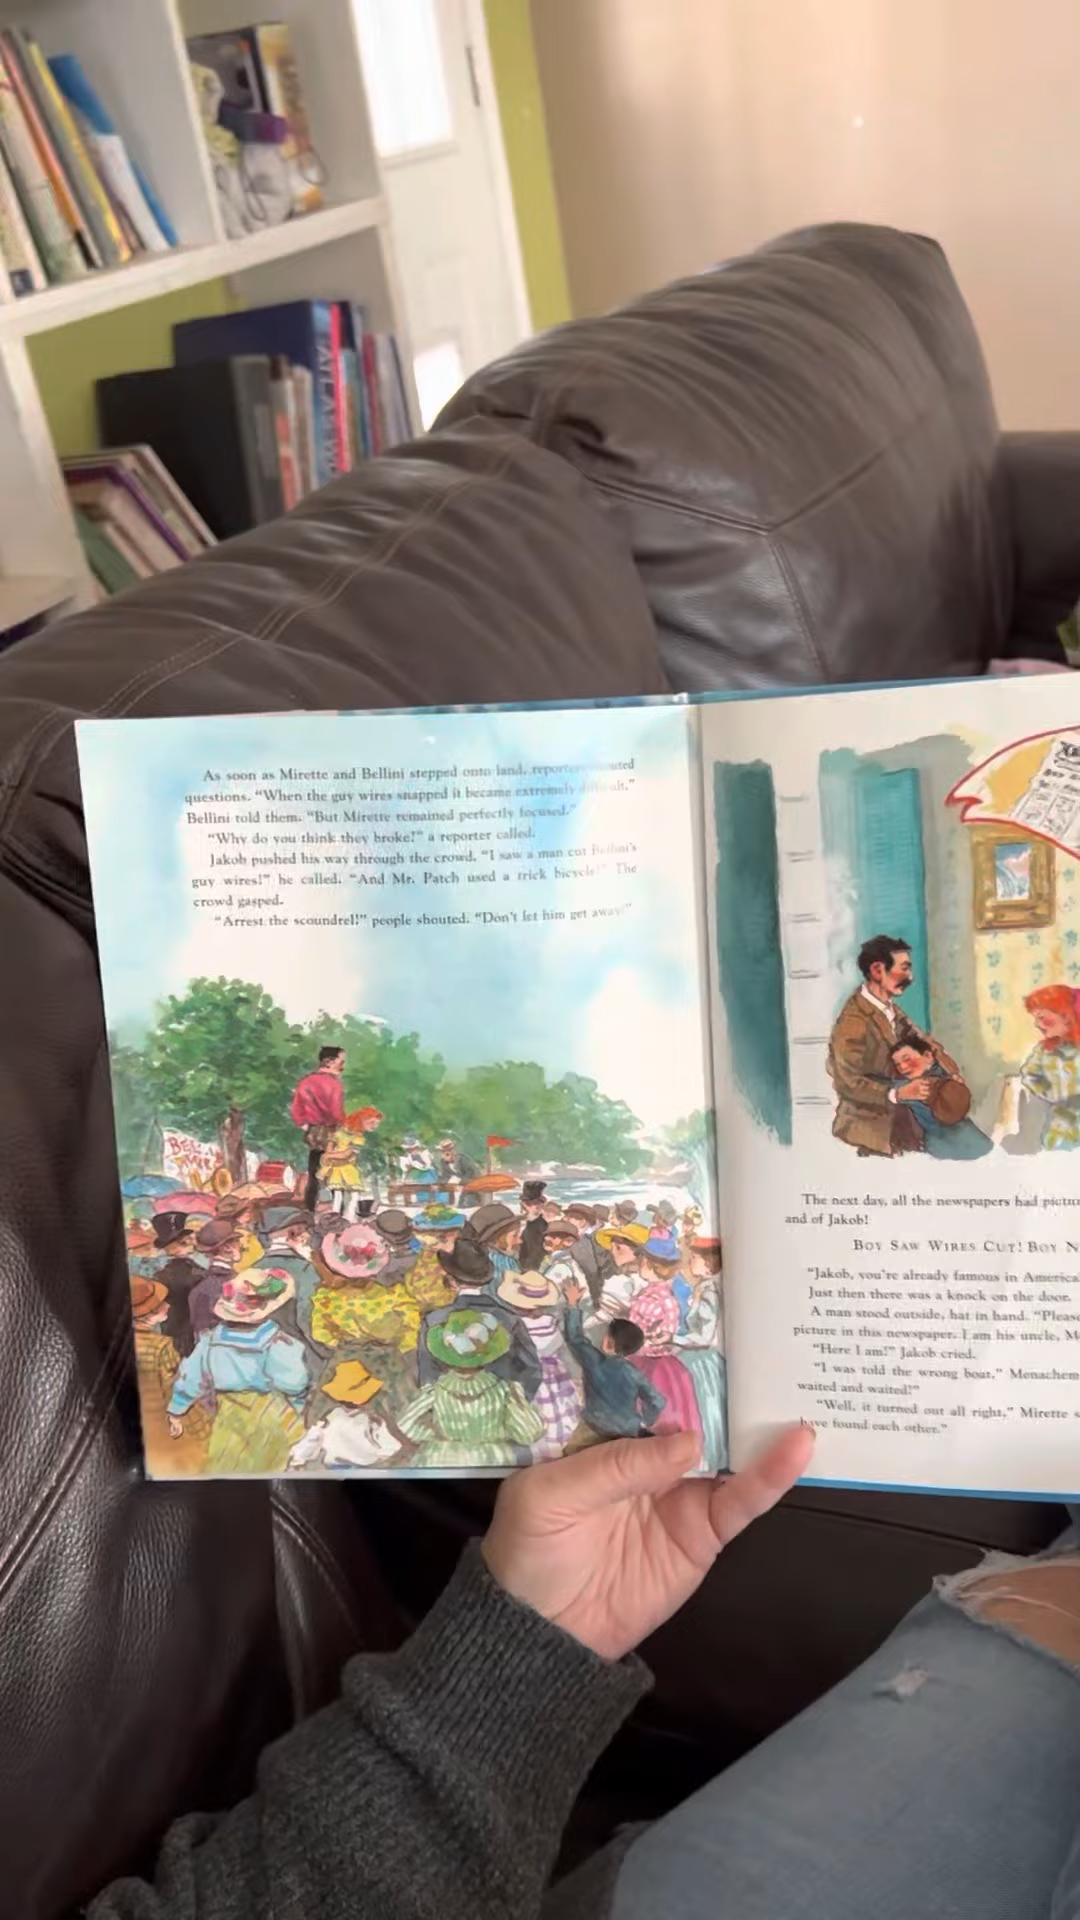 As soon as Mirette and Bellini stepped onto land, reporters
questions. "When the guy wires snapped it became extremely difficult,"
Bellini told them. "But Mirette remained perfectly focused."
"Why do you think they broke?" a reporter called.
Jakob pushed his way through the crowd. "I saw a man cut Bellini's
guy wires!" he called. "And Mr. Patch used a trick bicycle!" The
crowd gasped.
"Arrest the scoundrel!" people shouted. "Don't let him get away!"
The next day, all the newspapers had
and of Jakob!
BOY SAW WIRES CUT! BOY
"Jakob, you're already famous in America
Just then there was a knock on the door.
A man stood outside, hat in hand.
picture in this newspaper. I am his uncle,
"Here I am!" Jakob cried.
"I was told the wrong boat," Menachem
waited and waited!"
"Well, it turned out all right," Mirette
have found each other."